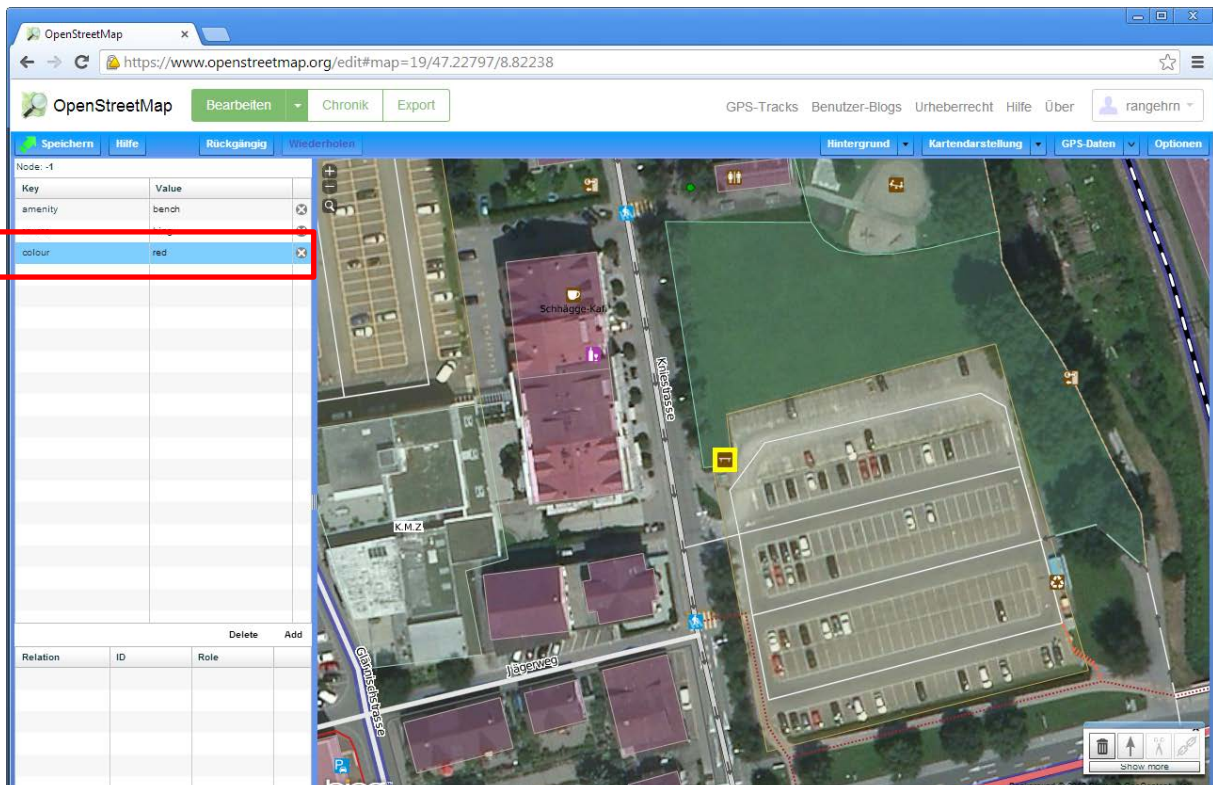 OpenStreetMap
https://www.openstreetmap.org/edit#map=19/47.22797/8.82238
OpenStreetMap Bearbeiten Chronik Export GPS-Tracks Benutzer-Blogs Urheberrecht Hilfe Über rangehrn
Speichern Hilfe Rückgängig Wiederholen Hintergrund Kartendarstellung GPS-Daten Optionen
Node: -1
Key Value
amenity bench
colour red
Kniestrasse
K.M.Z
Delete Add
Relation ID Role
Jägerweg
Glärnischstrasse
P
Show more